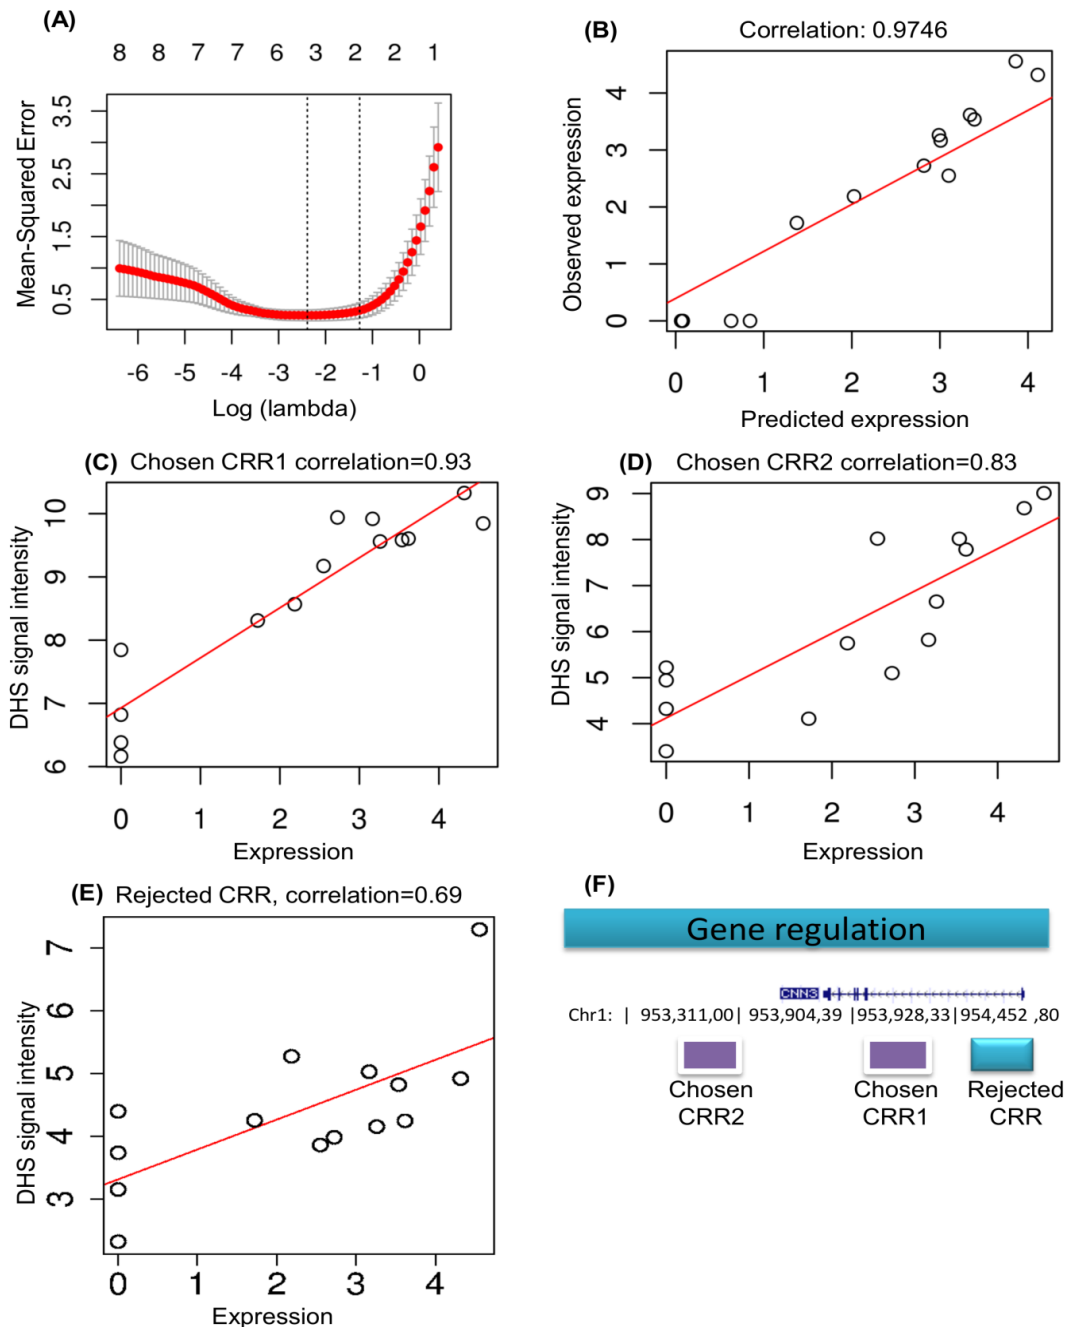 (A)
8 8 7 7 6 3 2 2 1
Mean-Squared Error
3.5
2.5
1.5
0.5
-6 -5 -4 -3 -2 -1 0
Log (lambda)
(B) Correlation: 0.9746
Observed expression
4
3
2
1
0
0 1 2 3 4
Predicted expression
(C) Chosen CRR1 correlation=0.93
DHS signal intensity
10
9
8
7
6
0 1 2 3 4
Expression
(D) Chosen CRR2 correlation=0.83
DHS signal intensity
9
8
7
6
5
4
0 1 2 3 4
Expression
(E) Rejected CRR, correlation=0.69
DHS signal intensity
7
6
5
4
3
0 1 2 3 4
Expression
(F)
Gene regulation
CNN3
Chr1: | 953,311,00| 953,904,39 |953,928,33|954,452 ,80
Chosen
CRR2
Chosen
CRR1
Rejected
CRR